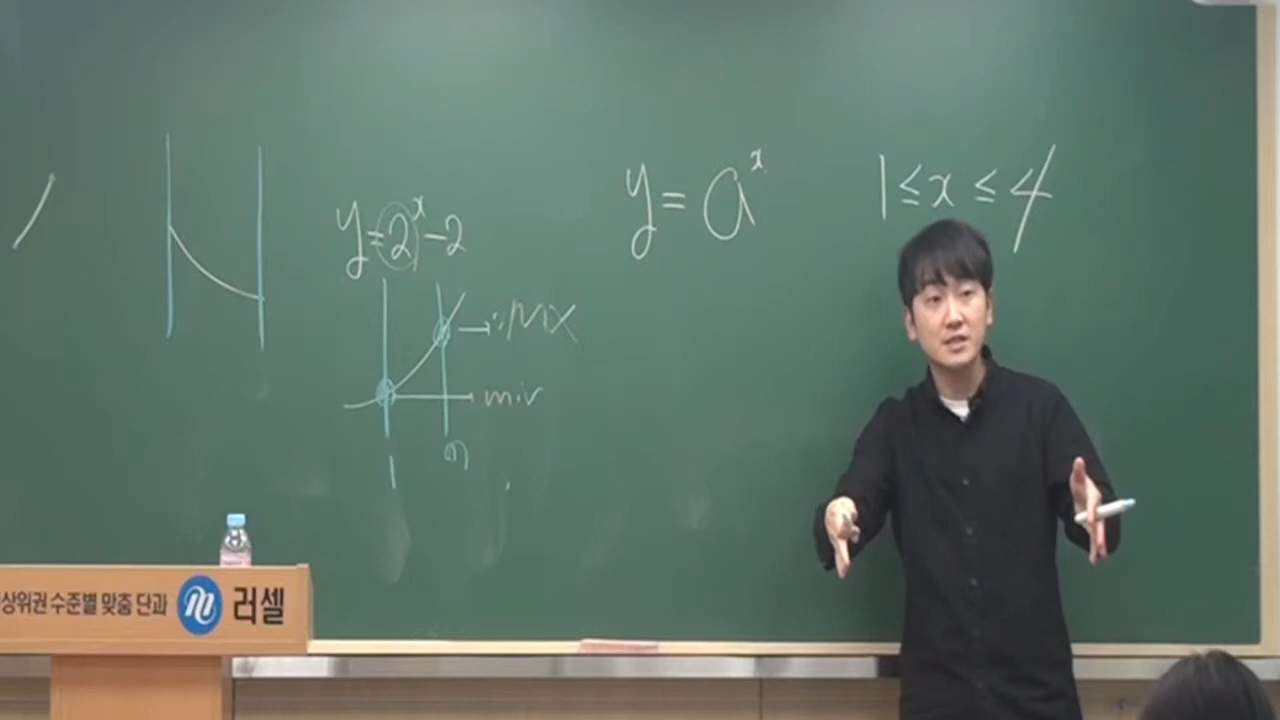 y=2^x-2
MAX
min
1
y=a^x 1≤x≤4
상위권 수준별 맞춤 단과 러셀